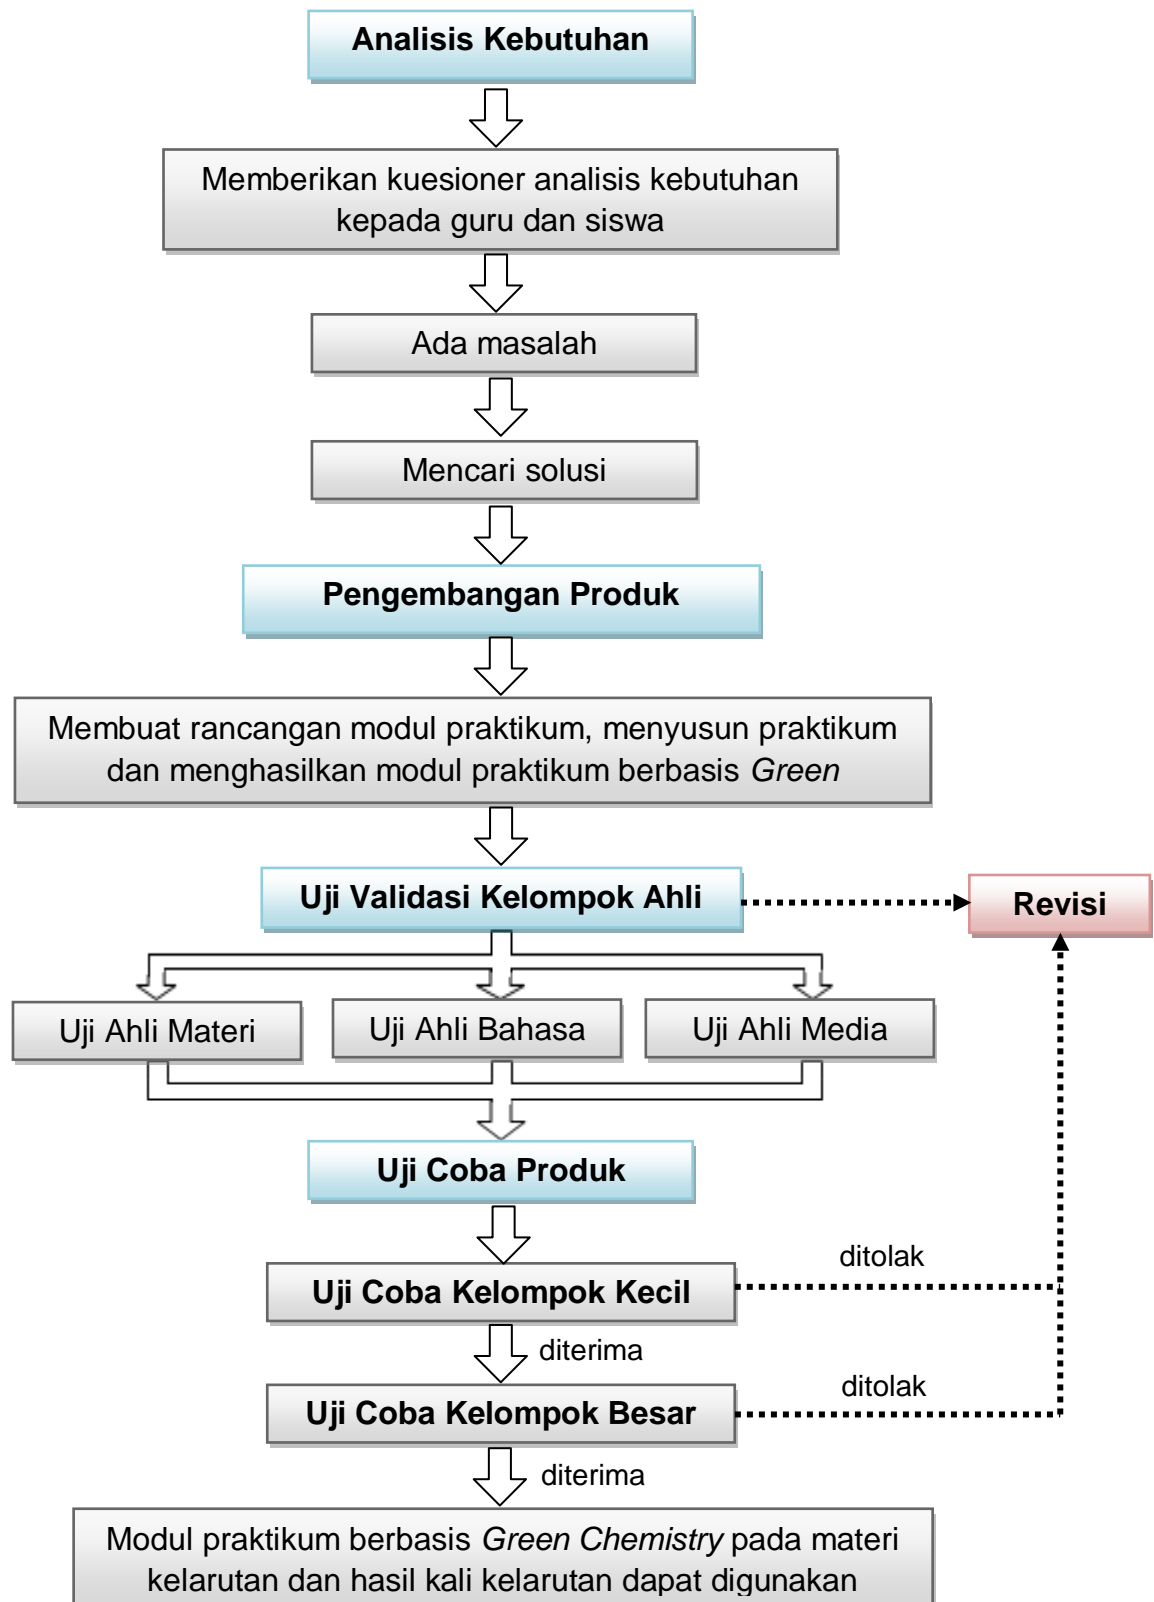 Analisis Kebutuhan
Memberikan kuesioner analisis kebutuhan
kepada guru dan siswa
Ada masalah
Mencari solusi
Pengembangan Produk
Membuat rancangan modul praktikum, menyusun praktikum
dan menghasilkan modul praktikum berbasis Green
Uji Validasi Kelompok Ahli
Revisi
Uji Ahli Materi
Uji Ahli Bahasa
Uji Ahli Media
Uji Coba Produk
ditolak
Uji Coba Kelompok Kecil
diterima
ditolak
Uji Coba Kelompok Besar
diterima
Modul praktikum berbasis Green Chemistry pada materi
kelarutan dan hasil kali kelarutan dapat digunakan